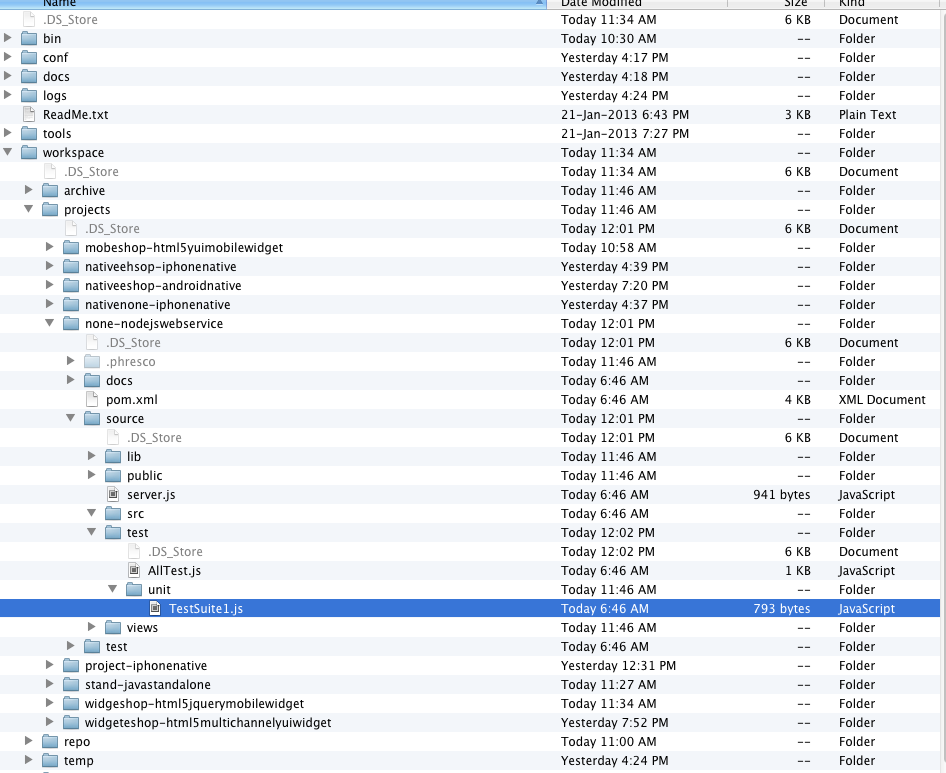 Name Date Modified Size Kind
.DS_Store Today 11:34 AM 6 KB Document
bin Today 10:30 AM -- Folder
conf Yesterday 4:17 PM -- Folder
docs Yesterday 4:18 PM -- Folder
logs Yesterday 4:24 PM -- Folder
ReadMe.txt 21-Jan-2013 6:43 PM 3 KB Plain Text
tools 21-Jan-2013 7:27 PM -- Folder
workspace Today 11:34 AM -- Folder
.DS_Store Today 11:34 AM 6 KB Document
archive Today 11:46 AM -- Folder
projects Today 11:46 AM -- Folder
.DS_Store Today 12:01 PM 6 KB Document
mobeshop-html5yuimobilewidget Today 10:58 AM -- Folder
nativeehsop-iphonenative Yesterday 4:39 PM -- Folder
nativeeshop-androidnative Yesterday 7:20 PM -- Folder
nativenone-iphonenative Yesterday 4:37 PM -- Folder
none-nodejswebservice Today 12:01 PM -- Folder
.DS_Store Today 12:01 PM 6 KB Document
.phresco Today 11:46 AM -- Folder
docs Today 6:46 AM -- Folder
pom.xml Today 6:46 AM 4 KB XML Document
source Today 12:01 PM -- Folder
.DS_Store Today 12:01 PM 6 KB Document
lib Today 11:46 AM -- Folder
public Today 11:46 AM -- Folder
server.js Today 6:46 AM 941 bytes JavaScript
src Today 6:46 AM -- Folder
test Today 12:02 PM -- Folder
.DS_Store Today 12:02 PM 6 KB Document
AllTest.js Today 6:46 AM 1 KB JavaScript
unit Today 11:46 AM -- Folder
TestSuite1.js Today 6:46 AM 793 bytes JavaScript
views Today 11:46 AM -- Folder
test Today 6:46 AM -- Folder
project-iphonenative Yesterday 12:31 PM -- Folder
stand-javastandalone Today 11:27 AM -- Folder
widgeshop-html5jquerymobilewidget Today 11:34 AM -- Folder
widgeteshop-html5multichannelyuiwidget Yesterday 7:52 PM -- Folder
repo Today 11:00 AM -- Folder
temp Yesterday 4:24 PM -- Folder